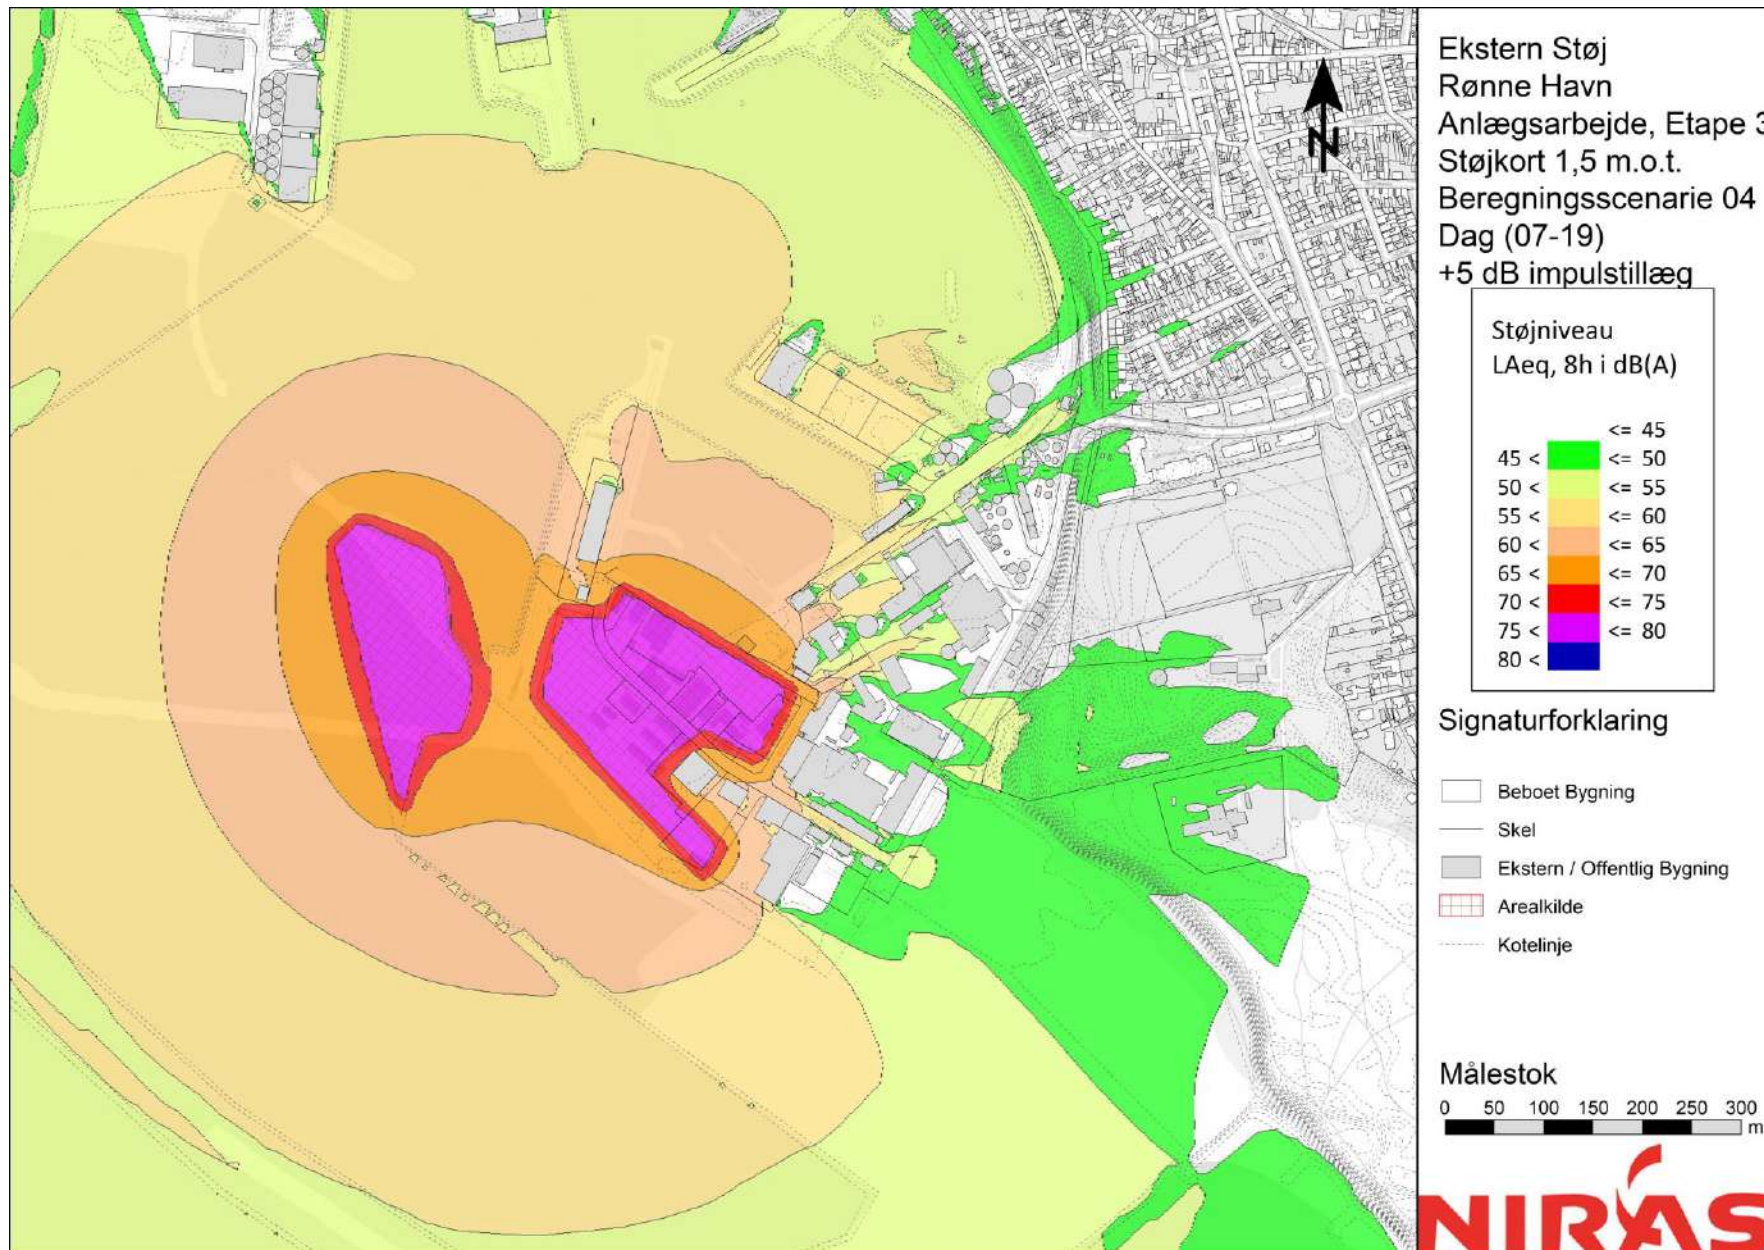 Ekstern Støj
Rønne Havn
Anlægsarbejde, Etape 3
Støjkort 1,5 m.o.t.
Beregningsscenarie 04
Dag (07-19)
+5 dB impulstillæg
N
Støjniveau
LAeq, 8h i dB(A)
<= 45
45 < <= 50
50 < <= 55
55 < <= 60
60 < <= 65
65 < <= 70
70 < <= 75
75 < <= 80
80 <
Signaturforklaring
Beboet Bygning
Skel
Ekstern / Offentlig Bygning
Arealkilde
Kotelinje
Målestok
0 50 100 150 200 250 300
m
NIRAS